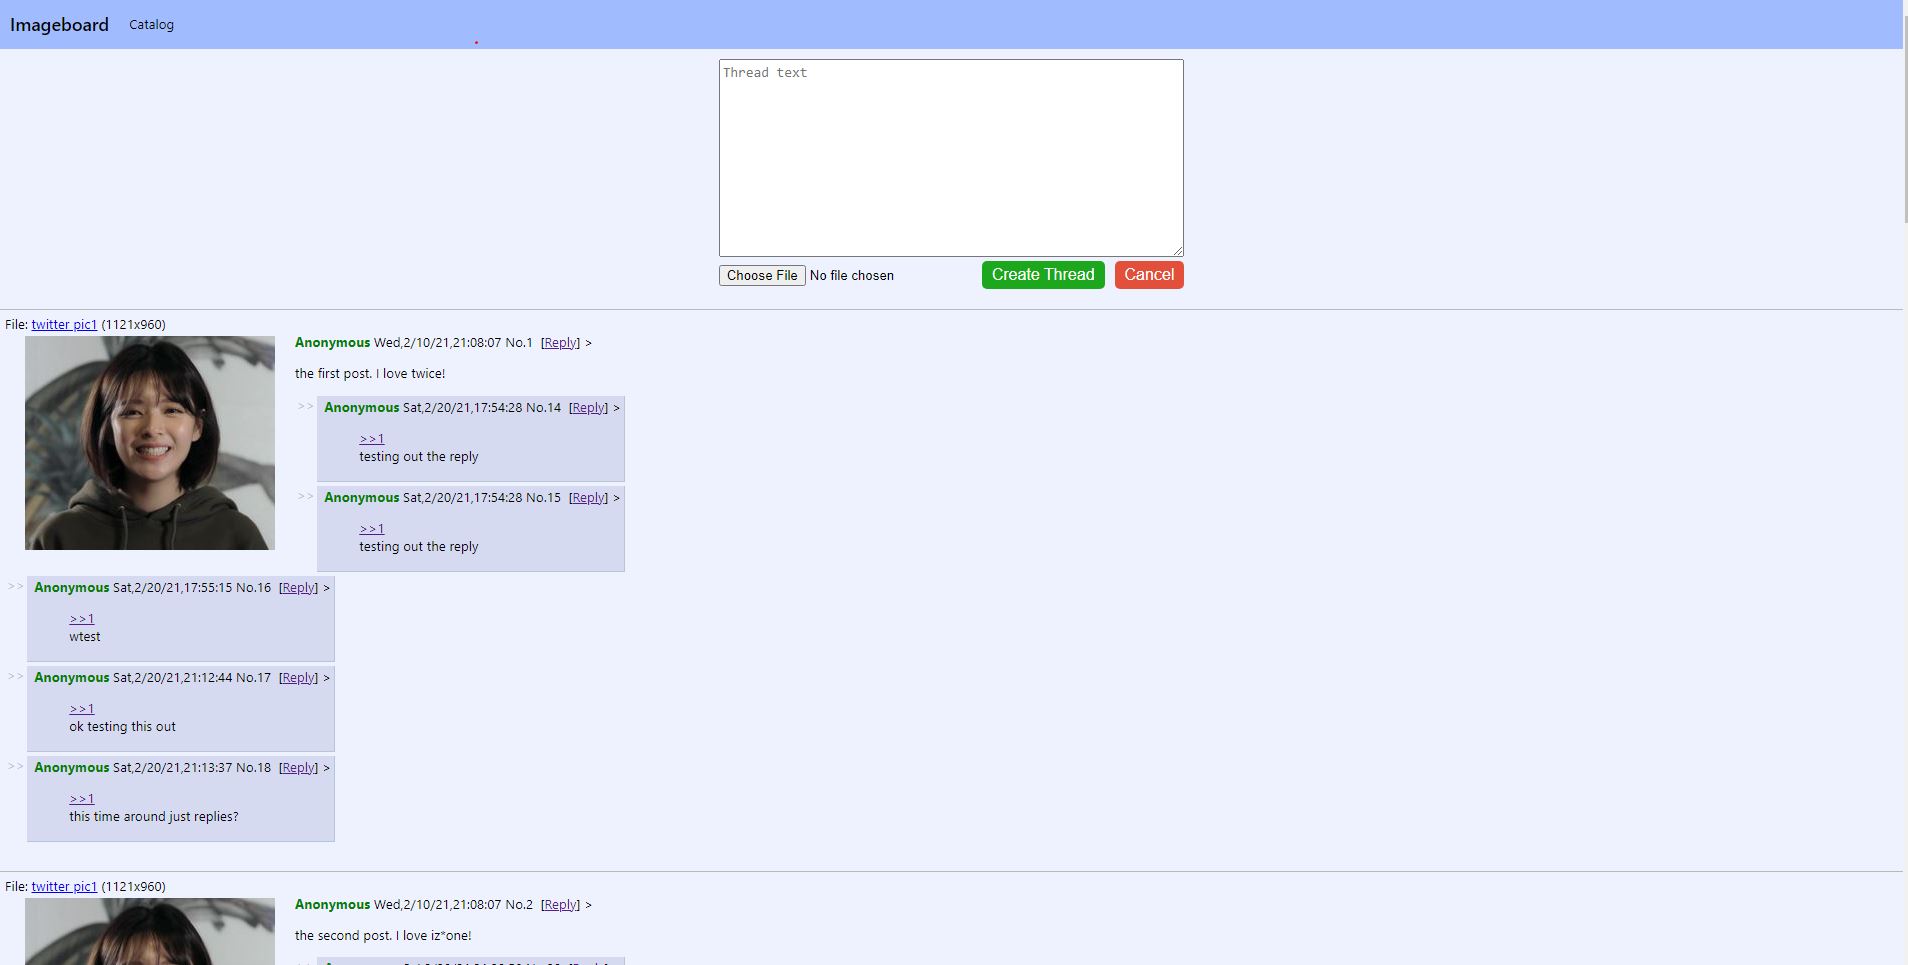 Imageboard Catalog
Thread text
Choose File No file chosen Create Thread Cancel
File: twitter pic1 (1121x960)
Anonymous Wed,2/10/21,21:08:07 No.1 [Reply] >
the first post. I love twice!
>> Anonymous Sat,2/20/21,17:54:28 No.14 [Reply] >
>>1
testing out the reply
>> Anonymous Sat,2/20/21,17:54:28 No.15 [Reply] >
>>1
testing out the reply
>> Anonymous Sat,2/20/21,17:55:15 No.16 [Reply] >
>>1
wtest
>> Anonymous Sat,2/20/21,21:12:44 No.17 [Reply] >
>>1
ok testing this out
>> Anonymous Sat,2/20/21,21:13:37 No.18 [Reply] >
>>1
this time around just replies?
File: twitter pic1 (1121x960)
Anonymous Wed,2/10/21,21:08:07 No.2 [Reply] >
the second post. I love iz*one!